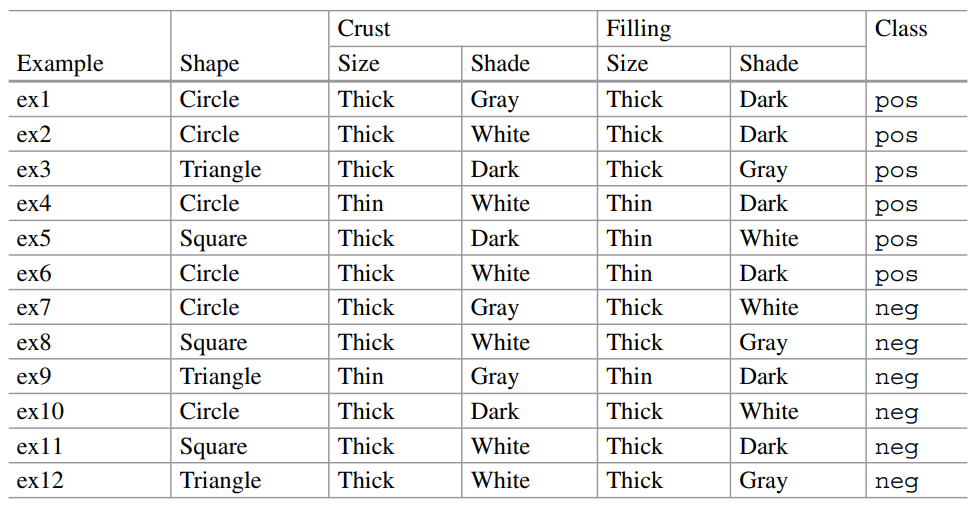 Crust Filling Class
Example Shape Size Shade Size Shade
ex1 Circle Thick Gray Thick Dark pos
ex2 Circle Thick White Thick Dark pos
ex3 Triangle Thick Dark Thick Gray pos
ex4 Circle Thin White Thin Dark pos
ex5 Square Thick Dark Thin White pos
ex6 Circle Thick White Thin Dark pos
ex7 Circle Thick Gray Thick White neg
ex8 Square Thick White Thick Gray neg
ex9 Triangle Thin Gray Thin Dark neg
ex10 Circle Thick Dark Thick White neg
ex11 Square Thick White Thick Dark neg
ex12 Triangle Thick White Thick Gray neg